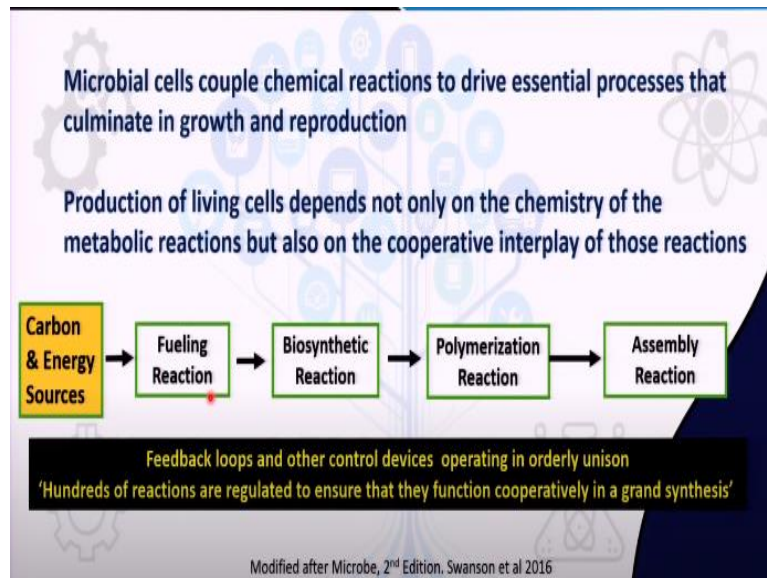 Microbial cells couple chemical reactions to drive essential processes that
culminate in growth and reproduction
Production of living cells depends not only on the chemistry of the
metabolic reactions but also on the cooperative interplay of those reactions
Carbon
& Energy
Sources
Fueling
Reaction
Biosynthetic
Reaction
Polymerization
Reaction
Assembly
Reaction
Feedback loops and other control devices operating in orderly unison
'Hundreds of reactions are regulated to ensure that they function cooperatively in a grand synthesis'
Modified after Microbe, 2nd Edition. Swanson et al 2016